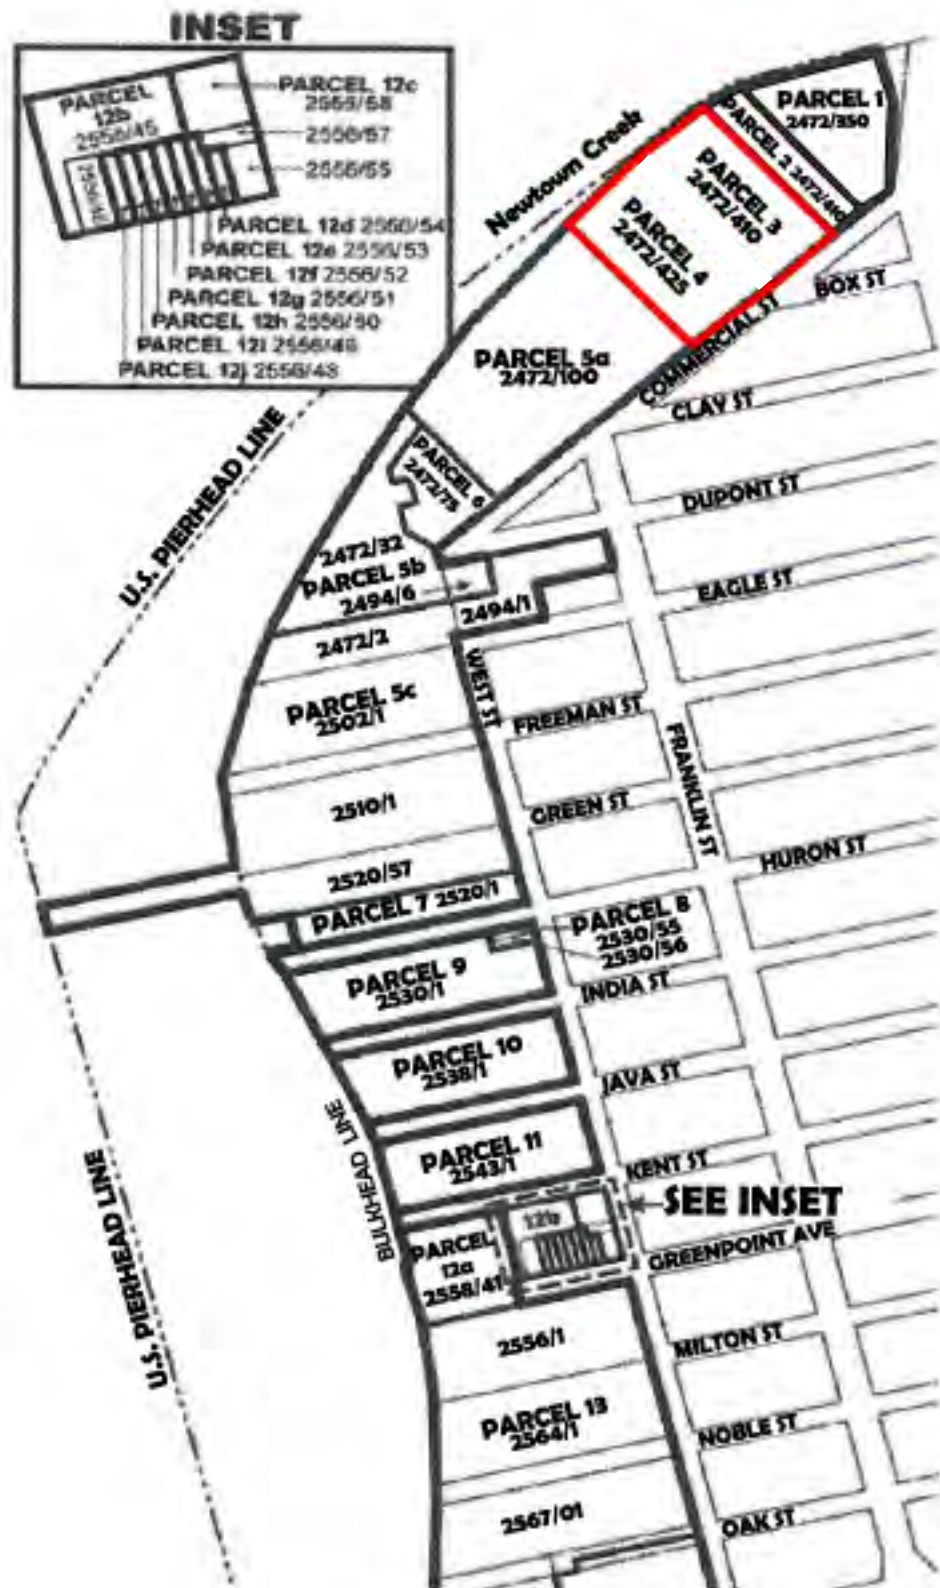 INSET
PARCEL 12b
2556/45
PARCEL 12c
2556/58
2556/57
2556/55
PARCEL 12d 2556/54
PARCEL 12e 2556/53
PARCEL 12f 2556/52
PARCEL 12g 2556/51
PARCEL 12h 2556/50
PARCEL 12i 2556/49
PARCEL 12j 2556/48
Newtown Creek
PARCEL 1
2472/350
PARCEL 2 2472/410
PARCEL 3
2472/410
PARCEL 4
2472/425
BOX ST
COMMERCIAL ST
PARCEL 5a
2472/100
CLAY ST
U.S. PIERHEAD LINE
PARCEL 6
2472/75
DUPONT ST
2472/32
PARCEL 5b
2494/6
2494/1
EAGLE ST
2472/2
WEST ST
PARCEL 5c
2502/1
FREEMAN ST
FRANKLIN ST
2510/1
GREEN ST
HURON ST
2520/57
PARCEL 7 2520/1
PARCEL 8
2530/55
2530/56
PARCEL 9
2530/1
INDIA ST
PARCEL 10
2538/1
JAVA ST
BULKHEAD LINE
PARCEL 11
2543/1
KENT ST
SEE INSET
12b
PARCEL
12a
2558/41
GREENPOINT AVE
U.S. PIERHEAD LINE
2556/1
MILTON ST
PARCEL 13
2564/1
NOBLE ST
2567/01
OAK ST